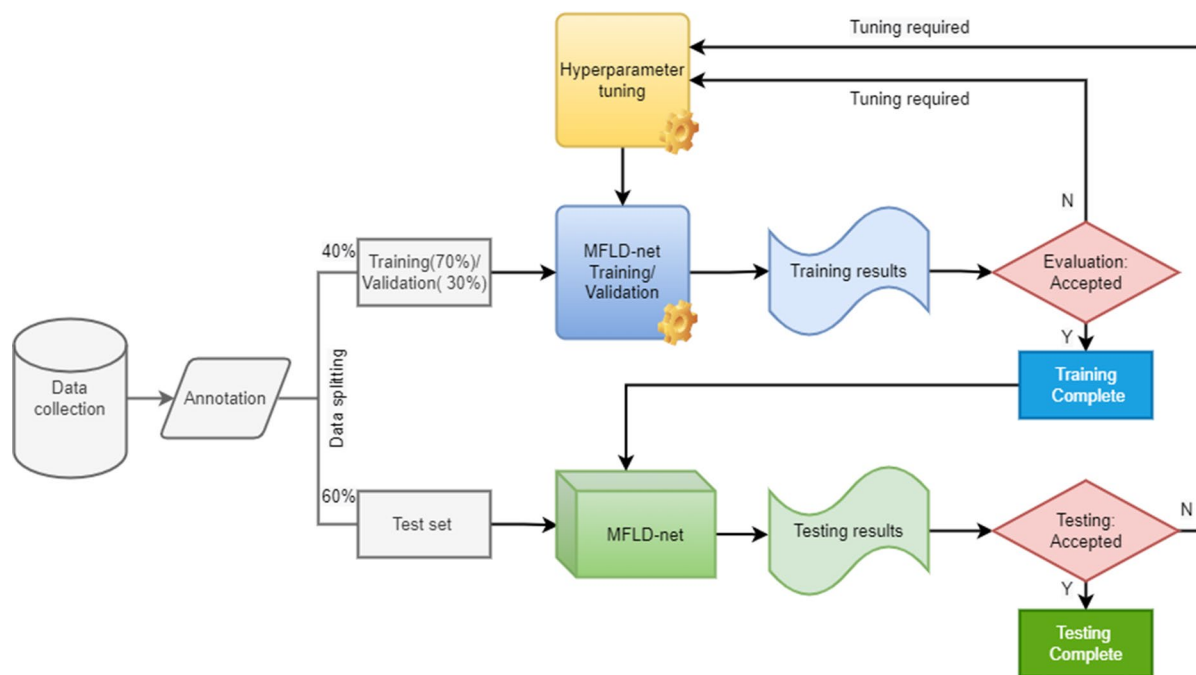 Tuning required
Hyperparameter
tuning
Tuning required
N
40%
Training(70%)/
Validation( 30%)
MFLD-net
Training/
Validation
Training results
Evaluation:
Accepted
Y
Data
collection
Annotation
Data splitting
Training
Complete
60%
Test set
MFLD-net
Testing results
Testing:
Accepted
N
Y
Testing
Complete